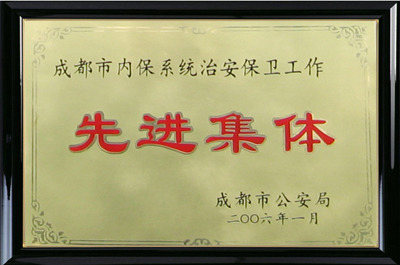 成都市内保系统治安保卫工作
先进集体
成都市公安局
二〇〇六年一月